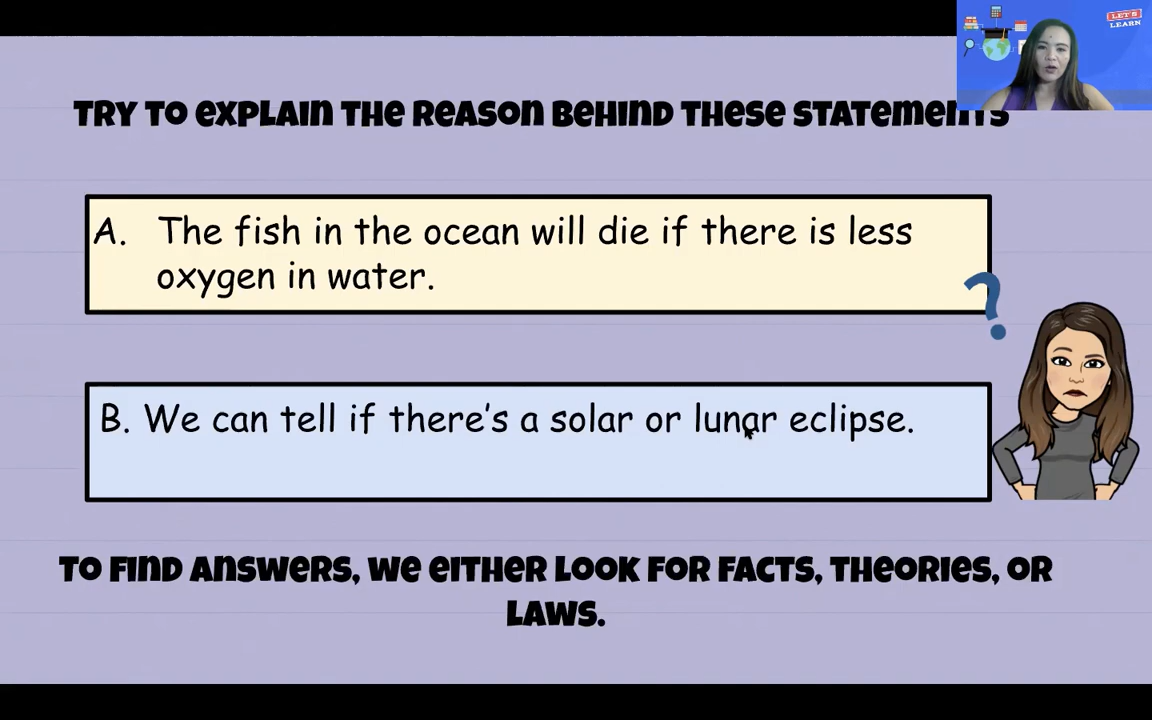 LET'S
LEARN
TRY TO EXPLAIN THE REASON BEHIND THESE STATEMENTS
A. The fish in the ocean will die if there is less
oxygen in water.
?
B. We can tell if there's a solar or lunar eclipse.
TO FIND ANSWERS, WE EITHER LOOK FOR FACTS, THEORIES, OR
LAWS.